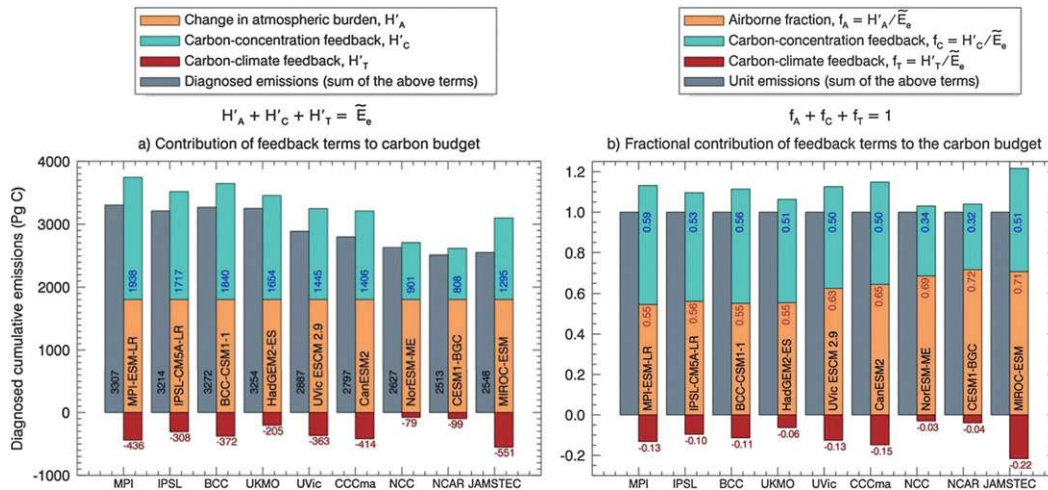 Change in atmospheric burden, H'A
Carbon-concentration feedback, H'C
Carbon-climate feedback, H'T
Diagnosed emissions (sum of the above terms)
H'A + H'C + H'T = Ẽe
a) Contribution of feedback terms to carbon budget
Diagnosed cumulative emissions (Pg C)
4000
3000
2000
1000
0
-1000
3307
1938
MPI-ESM-LR
-436
3214
1717
IPSL-CM5A-LR
-308
3272
1840
BCC-CSM1-1
-372
3254
1654
HadGEM2-ES
-205
2887
1445
UVic ESCM 2.9
-363
2797
1406
CanESM2
-414
2627
901
NorESM-ME
-79
2513
808
CESM1-BGC
-99
2548
1295
MIROC-ESM
-551
MPI IPSL BCC UKMO UVic CCCma NCC NCAR JAMSTEC
Airborne fraction, fA = H'A/Ẽe
Carbon-concentration feedback, fC = H'C/Ẽe
Carbon-climate feedback, fT = H'T/Ẽe
Unit emissions (sum of the above terms)
fA + fC + fT = 1
b) Fractional contribution of feedback terms to the carbon budget
1.2
1.0
0.8
0.6
0.4
0.2
0.0
-0.2
0.59
0.55
MPI-ESM-LR
-0.13
0.53
0.56
IPSL-CM5A-LR
-0.10
0.56
0.55
BCC-CSM1-1
-0.11
0.51
0.55
HadGEM2-ES
-0.06
0.50
0.63
UVic ESCM 2.9
-0.13
0.50
0.65
CanESM2
-0.15
0.34
0.69
NorESM-ME
-0.03
0.32
0.72
CESM1-BGC
-0.04
0.51
0.71
MIROC-ESM
-0.22
MPI IPSL BCC UKMO UVic CCCma NCC NCAR JAMSTEC